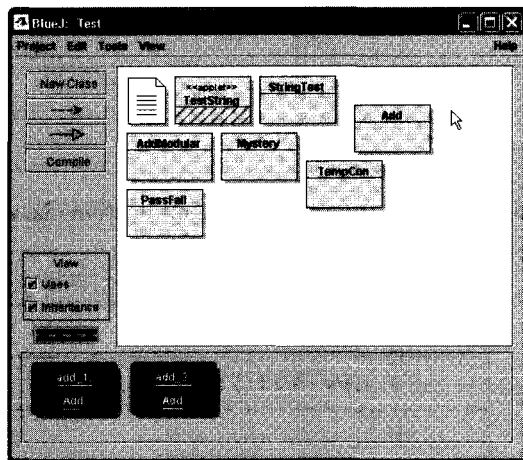 BlueJ: Test
Project Edit Tools View Help
New Class
Compile
<<applet>>
TestString
StringTest
Add
AddModular
Mystery
TempCon
PassFail
View
Uses
Inheritance
add_1
Add
add_2
Add